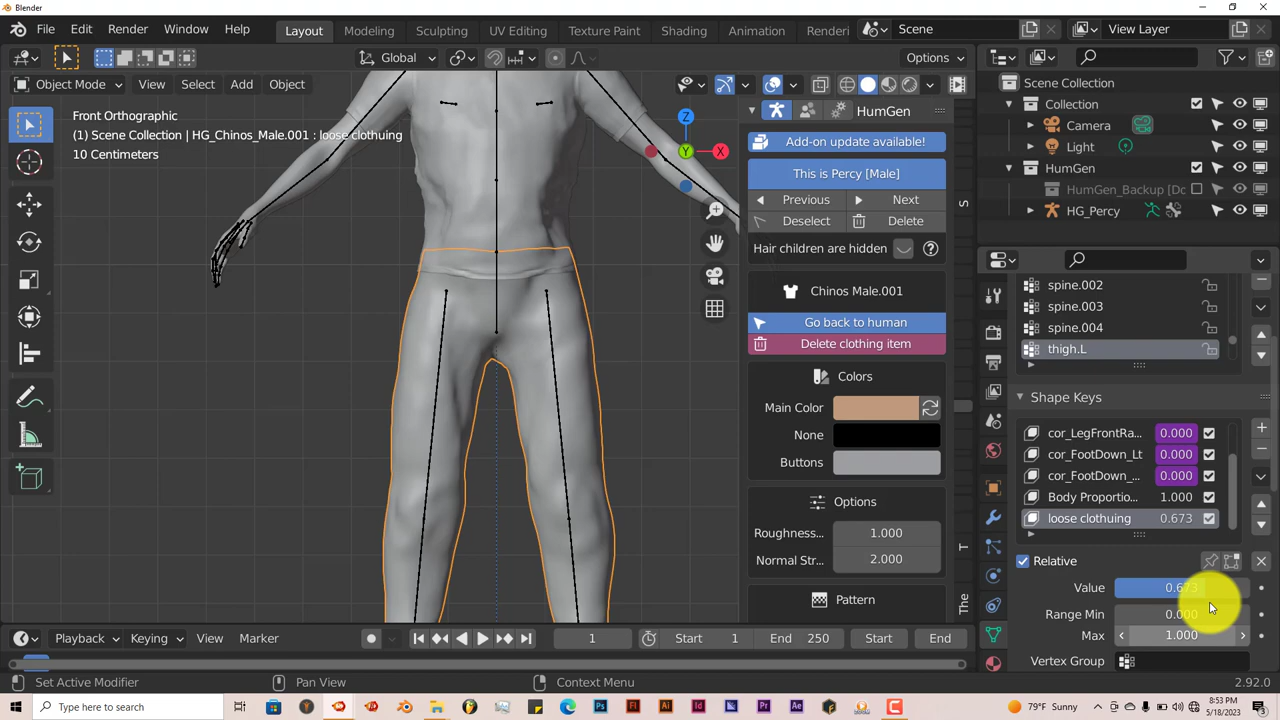 Blender
File Edit Render Window Help Layout Modeling Sculpting UV Editing Texture Paint Shading Animation Renderi Scene View Layer
Global Options
Object Mode View Select Add Object
Front Orthographic
(1) Scene Collection | HG_Chinos_Male.001 : loose clothuing
10 Centimeters
Z
Y
X
HumGen
Add-on update available!
This is Percy [Male]
Previous Next
Deselect Delete
Hair children are hidden
Chinos Male.001
Go back to human
Delete clothing item
Colors
Main Color
None
Buttons
Options
Roughness... 1.000
Normal Str... 2.000
Pattern
S
T
The
Scene Collection
Collection
Camera
Light
HumGen
HumGen_Backup [Dc
HG_Percy
spine.002
spine.003
spine.004
thigh.L
Shape Keys
cor_LegFrontRa... 0.000
cor_FootDown_Lt 0.000
cor_FootDown_... 0.000
Body Proportio... 1.000
loose clothuing 0.673
Relative
Value 0.673
Range Min 0.000
Max 1.000
Vertex Group
Playback Keying View Marker 1 Start 1 End 250 Start End
Set Active Modifier Pan View Context Menu 2.92.0
Type here to search
79°F Sunny
8:53 PM
5/18/2023